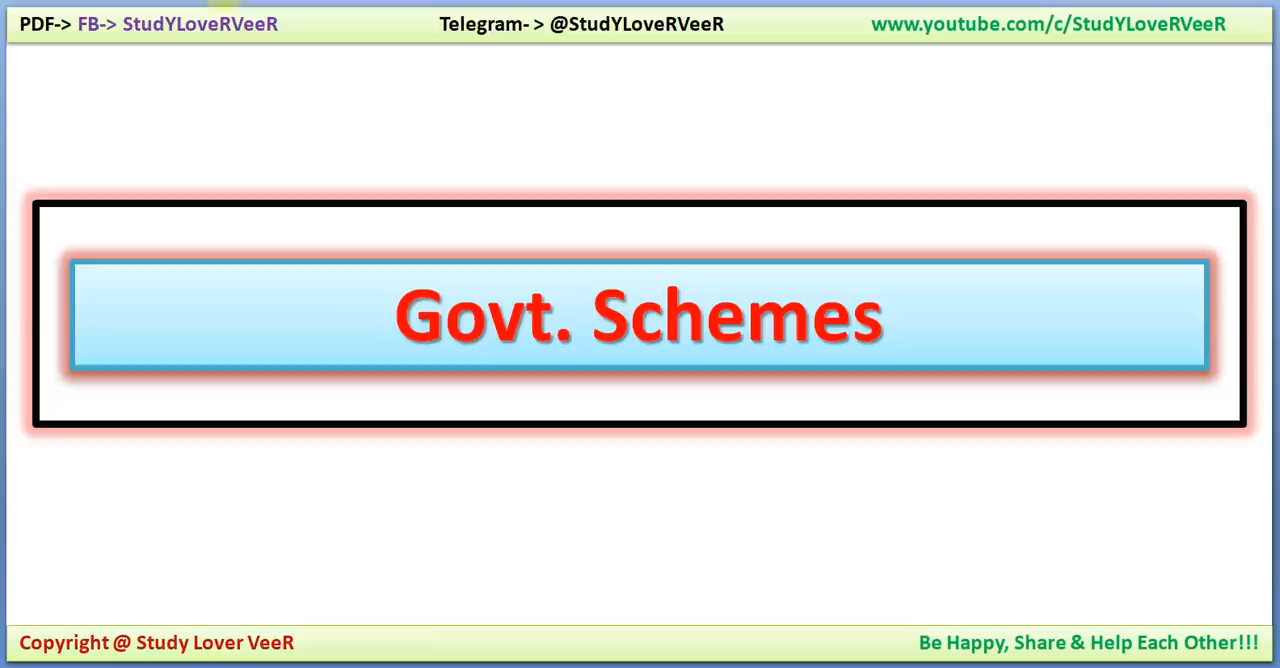 PDF-> FB-> StudYLoveRVeeR Telegram- > @StudYLoveRVeeR www.youtube.com/c/StudYLoveRVeeR
Govt. Schemes
Copyright @ Study Lover VeeR Be Happy, Share & Help Each Other!!!